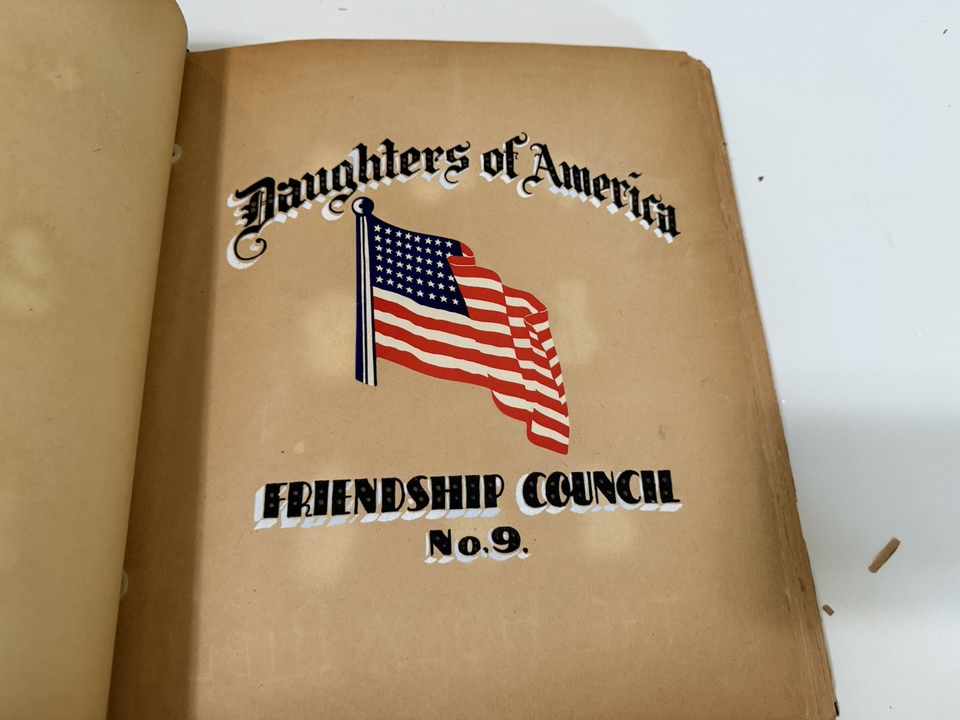 Daughters of America
FRIENDSHIP COUNCIL
No. 9.